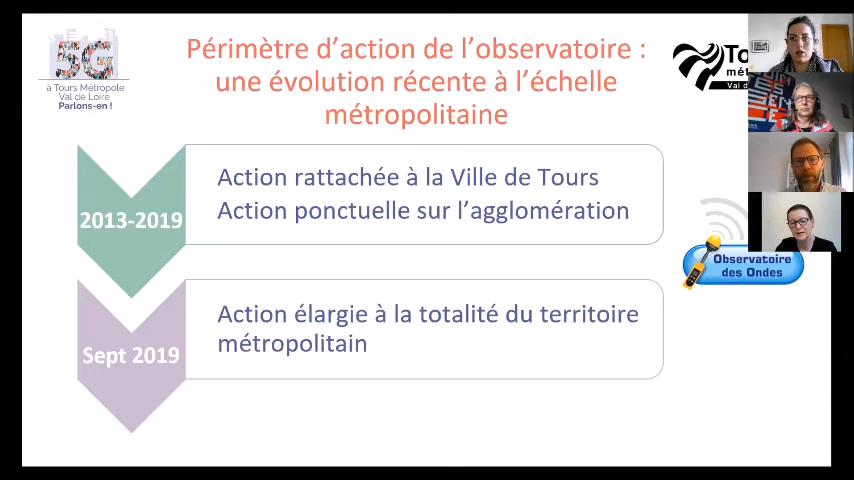 5G
à Tours Métropole
Val de Loire
Parlons-en !
Périmètre d'action de l'observatoire :
une évolution récente à l'échelle
métropolitaine
2013-2019
Action rattachée à la Ville de Tours
Action ponctuelle sur l'agglomération
Observatoire
des Ondes
Sept 2019
Action élargie à la totalité du territoire
métropolitain